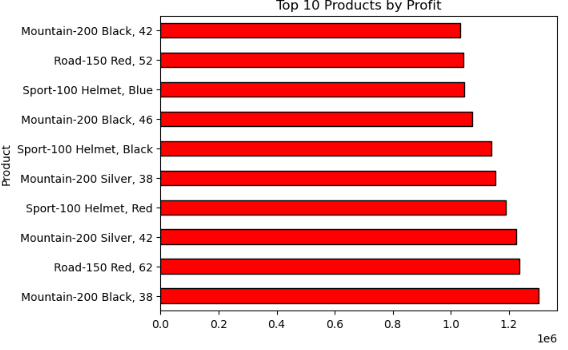 Top 10 Products by Profit
Product
Mountain-200 Black, 42
Road-150 Red, 52
Sport-100 Helmet, Blue
Mountain-200 Black, 46
Sport-100 Helmet, Black
Mountain-200 Silver, 38
Sport-100 Helmet, Red
Mountain-200 Silver, 42
Road-150 Red, 62
Mountain-200 Black, 38
0.0 0.2 0.4 0.6 0.8 1.0 1.2
1e6